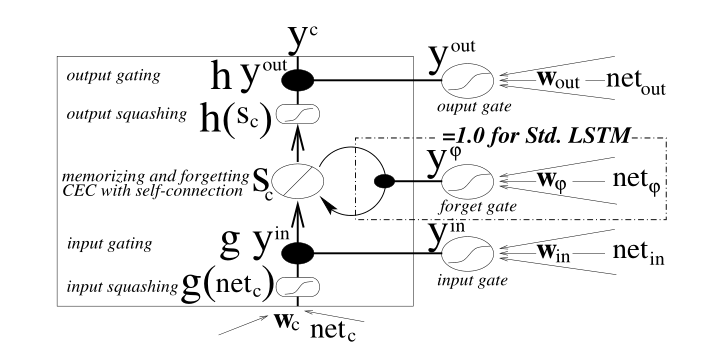 y^c
output gating h y^out y^out w_out net_out
ouput gate
output squashing h(s_c)
=1.0 for Std. LSTM
memorizing and forgetting s_c y^φ w_φ net_φ
CEC with self-connection
forget gate
input gating g y^in y^in w_in net_in
input gate
input squashing g(net_c)
w_c net_c